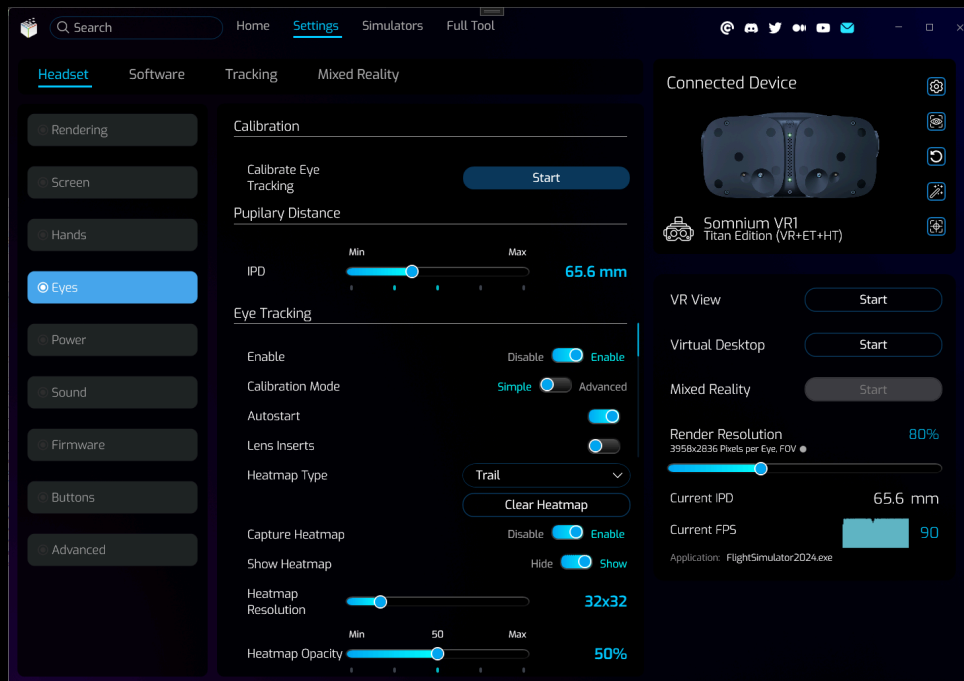 Search
Home
Settings
Simulators
Full Tool
Headset
Software
Tracking
Mixed Reality
Rendering
Screen
Hands
Eyes
Power
Sound
Firmware
Buttons
Advanced
Calibration
Calibrate Eye
Tracking
Start
Pupilary Distance
Min
Max
IPD
65.6 mm
Eye Tracking
Enable
Disable
Enable
Calibration Mode
Simple
Advanced
Autostart
Lens Inserts
Heatmap Type
Trail
Clear Heatmap
Capture Heatmap
Disable
Enable
Show Heatmap
Hide
Show
Heatmap
Resolution
32x32
Min
50
Max
Heatmap Opacity
50%
Connected Device
Somnium VR1
Titan Edition (VR+ET+HT)
VR View
Start
Virtual Desktop
Start
Mixed Reality
Start
Render Resolution
80%
3958x2836 Pixels per Eye, FOV
Current IPD
65.6 mm
Current FPS
90
Application: FlightSimulator2024.exe